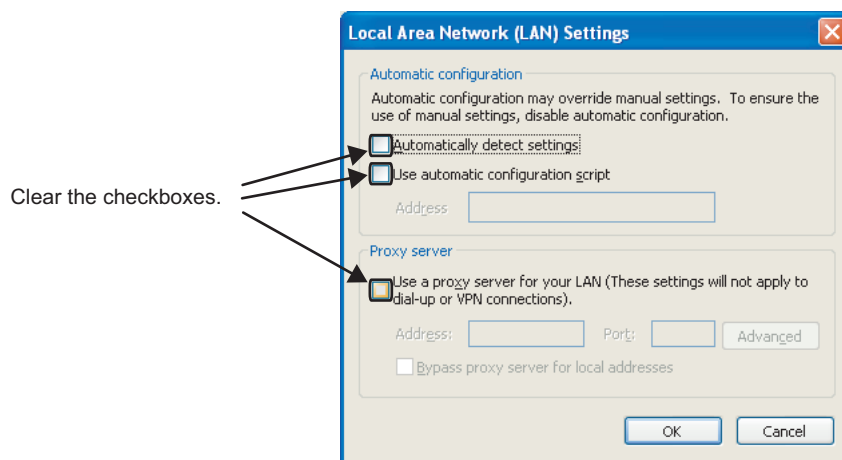 Local Area Network (LAN) Settings
Automatic configuration
Automatic configuration may override manual settings. To ensure the
use of manual settings, disable automatic configuration.
Automatically detect settings
Use automatic configuration script
Address
Clear the checkboxes.
Proxy server
Use a proxy server for your LAN (These settings will not apply to
dial-up or VPN connections).
Address:
Port:
Advanced
Bypass proxy server for local addresses
OK
Cancel